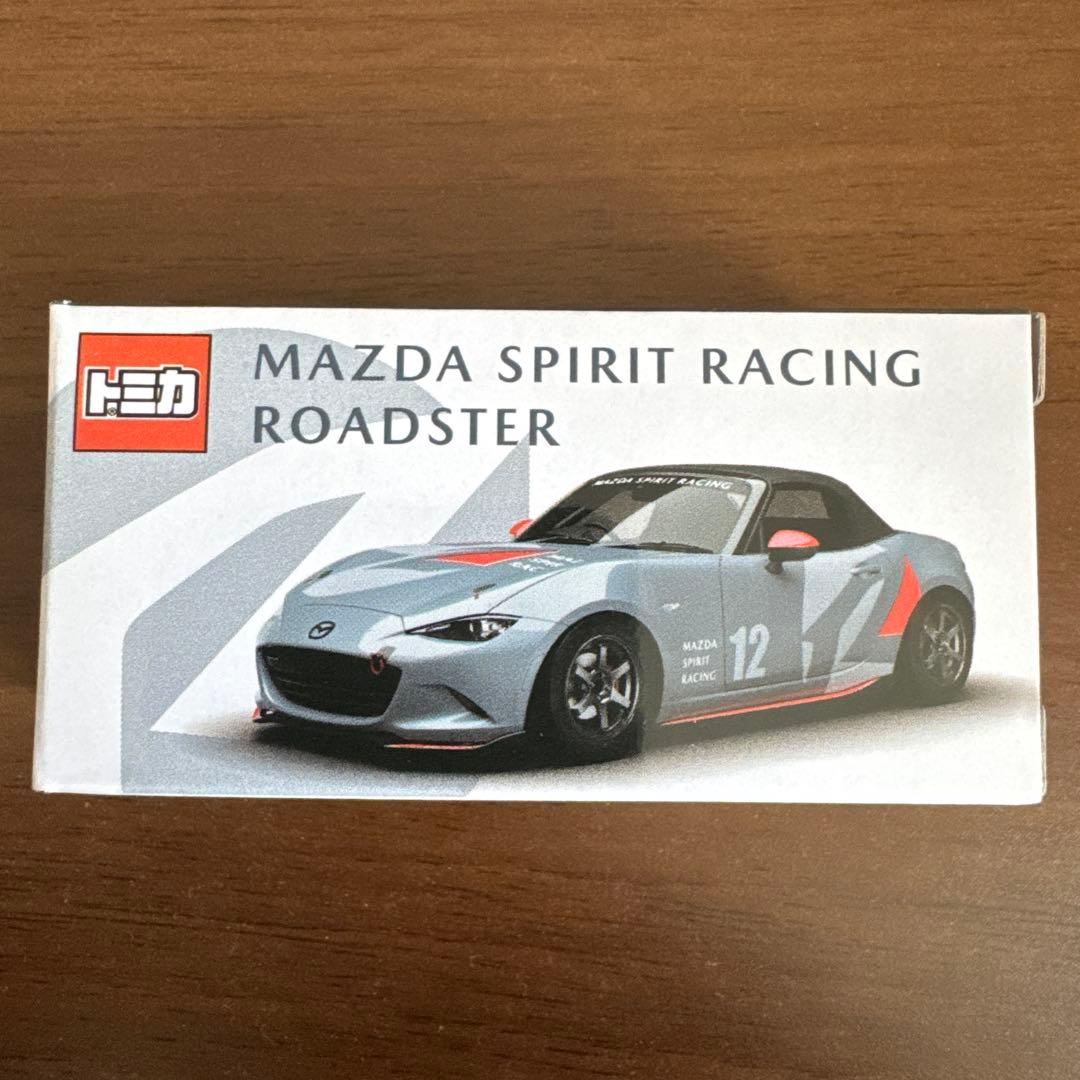 トミカ
MAZDA SPIRIT RACING
ROADSTER
MAZDA SPIRIT RACING
MAZDA
SPIRIT
RACING
12